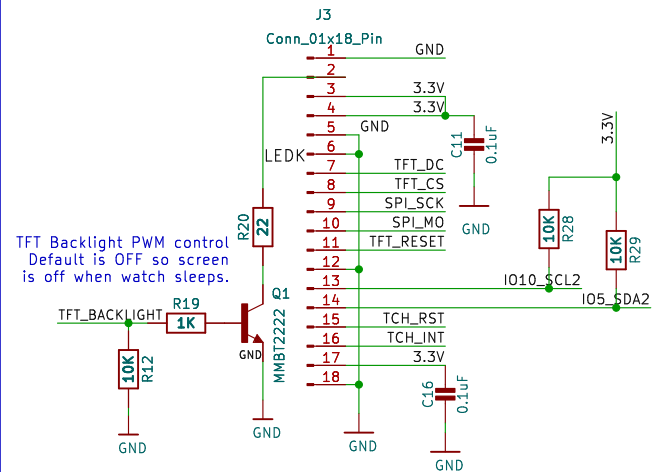 J3
Conn_01x18_Pin
1 GND
2
3 3.3V
4 3.3V
5 GND
LEDK 6
7 TFT_DC
8 TFT_CS
9 SPI_SCK
10 SPI_MO
11 TFT_RESET
12
13 IO10_SCL2
14 IO5_SDA2
15 TCH_RST
16 TCH_INT
17 3.3V
18
C11
0.1uF
GND
3.3V
R28
10K
R29
10K
R20
22
TFT Backlight PWM control
Default is OFF so screen
is off when watch sleeps.
TFT_BACKLIGHT
R19
1K
Q1
MMBT2222
GND
R12
10K
GND
GND
GND
C16
0.1uF
GND